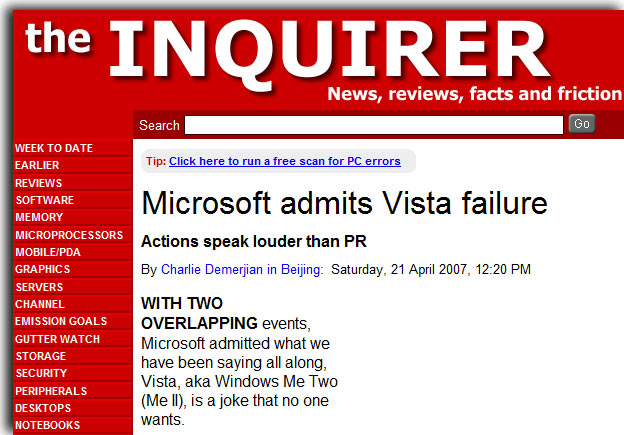 the INQUIRER
News, reviews, facts and friction
Search Go
WEEK TO DATE
EARLIER
REVIEWS
SOFTWARE
MEMORY
MICROPROCESSORS
MOBILE/PDA
GRAPHICS
SERVERS
CHANNEL
EMISSION GOALS
GUTTER WATCH
STORAGE
SECURITY
PERIPHERALS
DESKTOPS
NOTEBOOKS
Tip: Click here to run a free scan for PC errors
Microsoft admits Vista failure
Actions speak louder than PR
By Charlie Demerjian in Beijing: Saturday, 21 April 2007, 12:20 PM
WITH TWO
OVERLAPPING events,
Microsoft admitted what we
have been saying all along,
Vista, aka Windows Me Two
(Me II), is a joke that no one
wants.